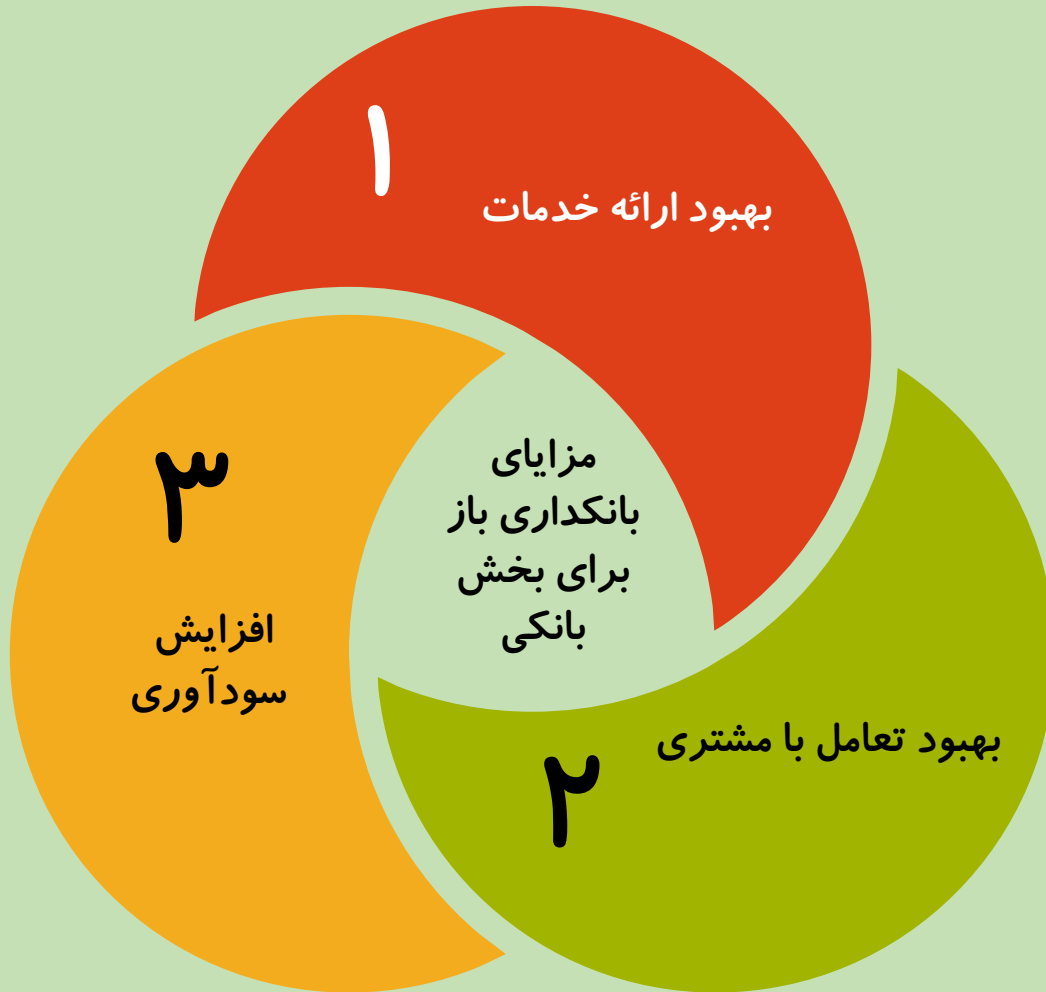 ۱
بهبود ارائه خدمات
مزایای
بانکداری باز
برای بخش
بانکی
۲
بهبود تعامل با مشتری
۳
افزایش
سودآوری